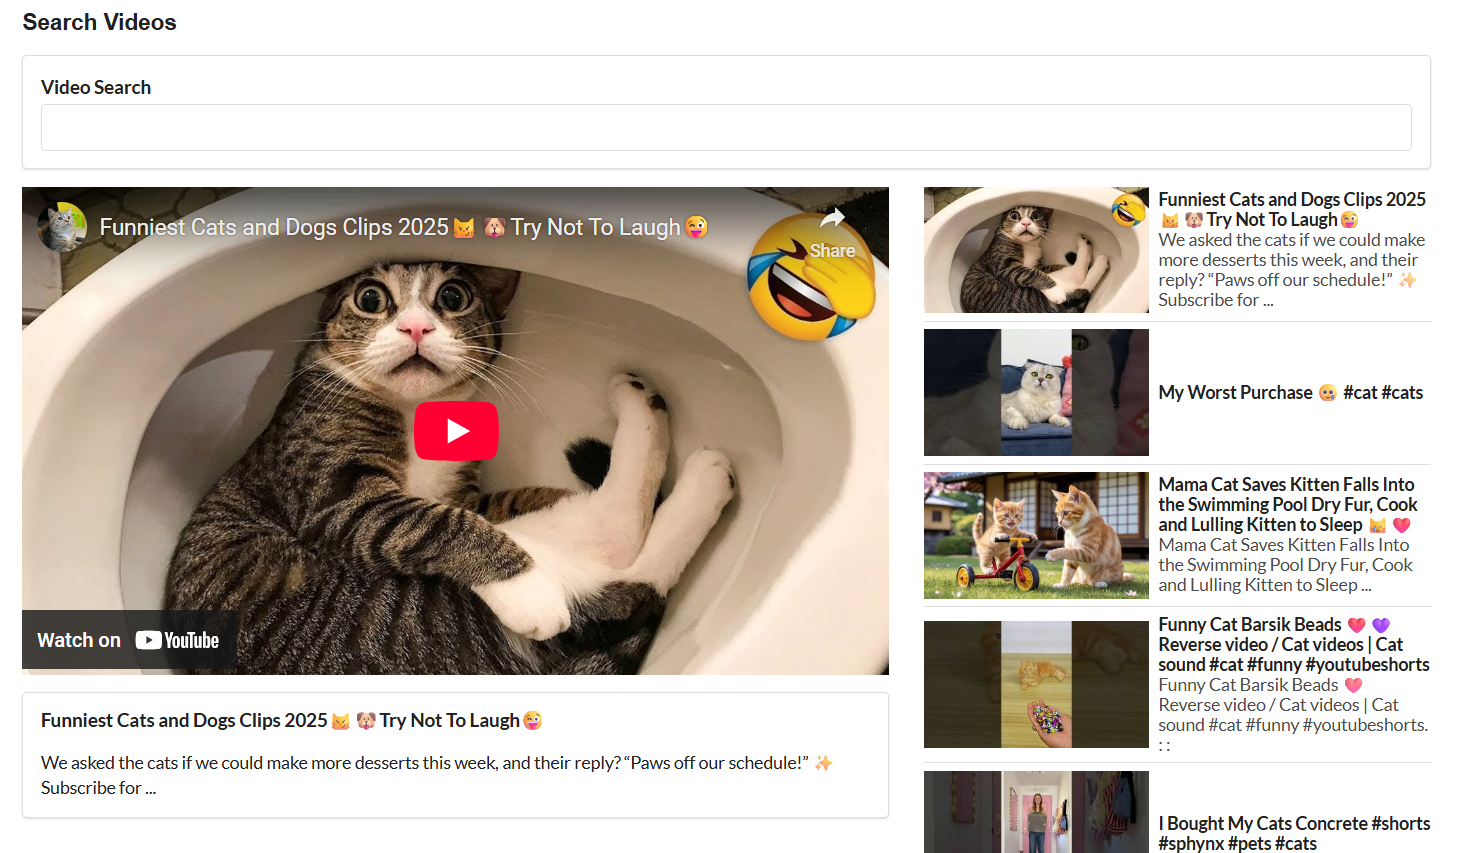 Search Videos
Video Search
Funniest Cats and Dogs Clips 2025😼 🐶Try Not To Laugh😜
Share
Watch on YouTube
Funniest Cats and Dogs Clips 2025😼 🐶Try Not To Laugh😜
We asked the cats if we could make more desserts this week, and their reply? “Paws off our schedule!” ✨
Subscribe for ...
Funniest Cats and Dogs Clips 2025
😼 🐶Try Not To Laugh😜
We asked the cats if we could make
more desserts this week, and their
reply? “Paws off our schedule!” ✨
Subscribe for ...
My Worst Purchase 🥲 #cat #cats
Mama Cat Saves Kitten Falls Into
the Swimming Pool Dry Fur, Cook
and Lulling Kitten to Sleep 😹 ❤️
Mama Cat Saves Kitten Falls Into
the Swimming Pool Dry Fur, Cook
and Lulling Kitten to Sleep ...
Funny Cat Barsik Beads ❤️ 💜
Reverse video / Cat videos | Cat
sound #cat #funny #youtubeshorts
Funny Cat Barsik Beads ❤️
Reverse video / Cat videos | Cat
sound #cat #funny #youtubeshorts.
: :
I Bought My Cats Concrete #shorts
#sphynx #pets #cats